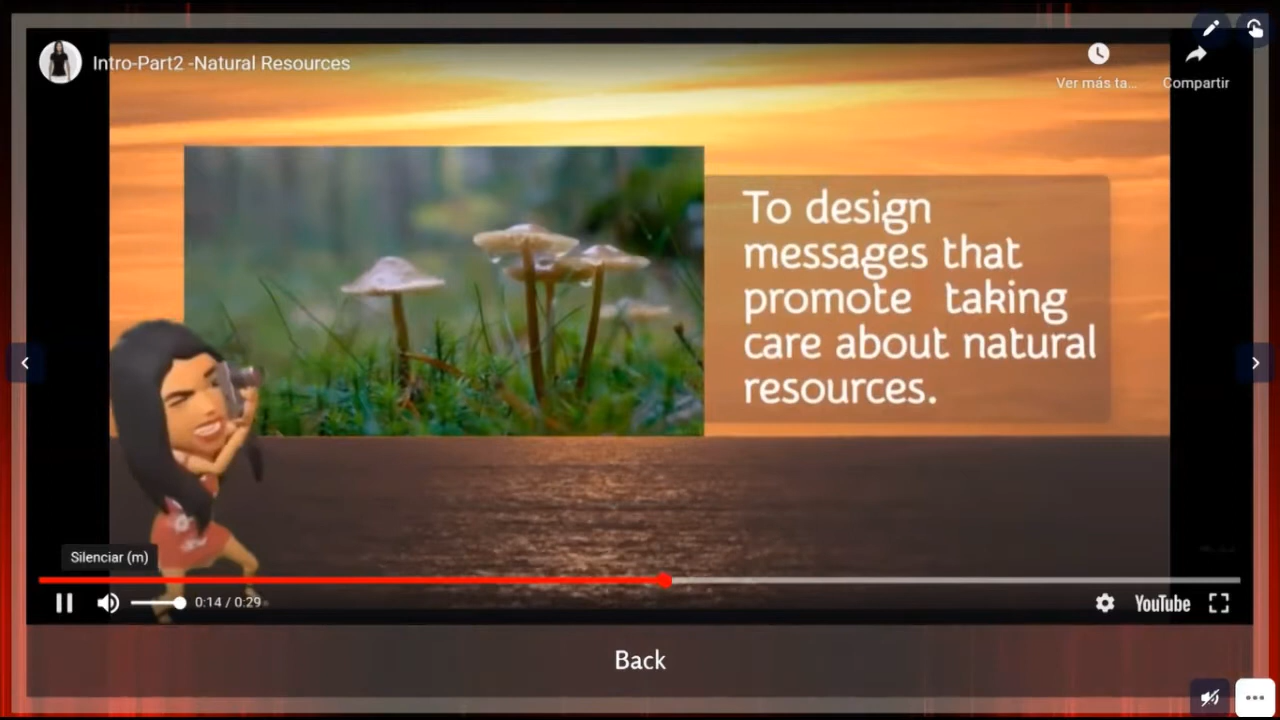 Intro-Part2 -Natural Resources
Ver más ta...
Compartir
To design
messages that
promote taking
care about natural
resources.
Silenciar (m)
0:14 / 0:29
YouTube
Back